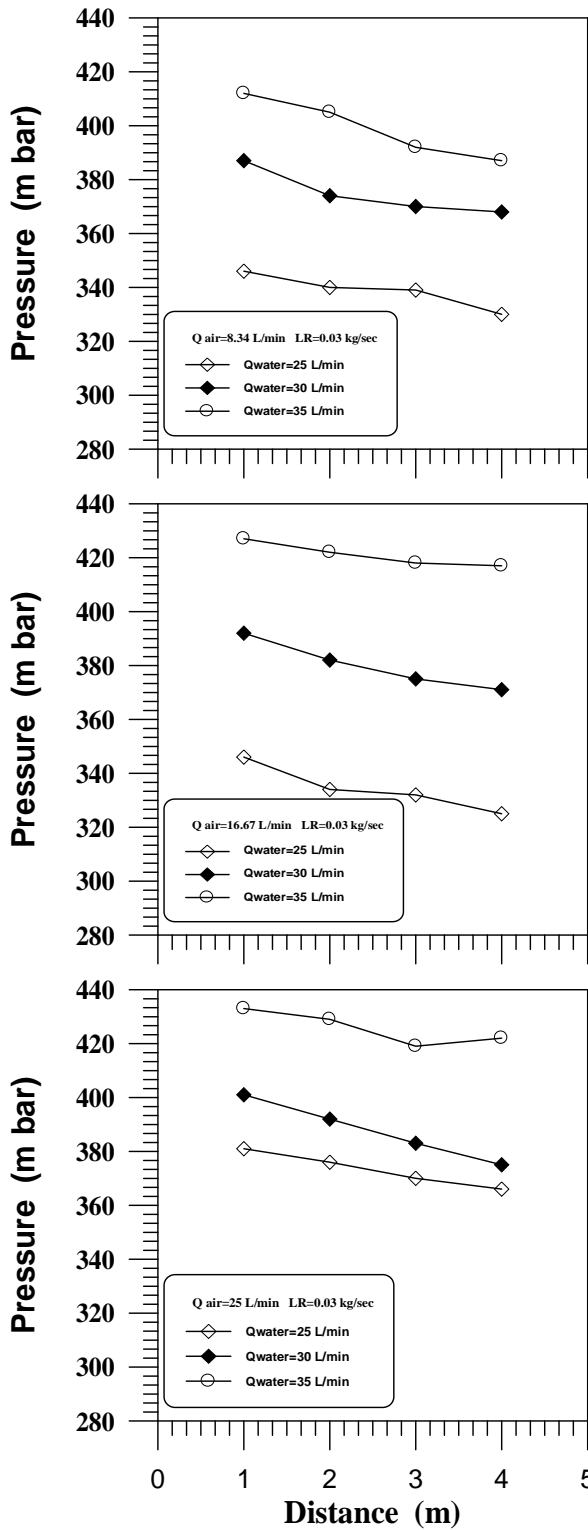 440
420
400
380
360
340
320
300
280
Pressure (m bar)
Q air=8.34 L/min LR=0.03 kg/sec
Qwater=25 L/min
Qwater=30 L/min
Qwater=35 L/min
440
420
400
380
360
340
320
300
280
Pressure (m bar)
Q air=16.67 L/min LR=0.03 kg/sec
Qwater=25 L/min
Qwater=30 L/min
Qwater=35 L/min
440
420
400
380
360
340
320
300
280
Pressure (m bar)
Q air=25 L/min LR=0.03 kg/sec
Qwater=25 L/min
Qwater=30 L/min
Qwater=35 L/min
0 1 2 3 4 5
Distance (m)